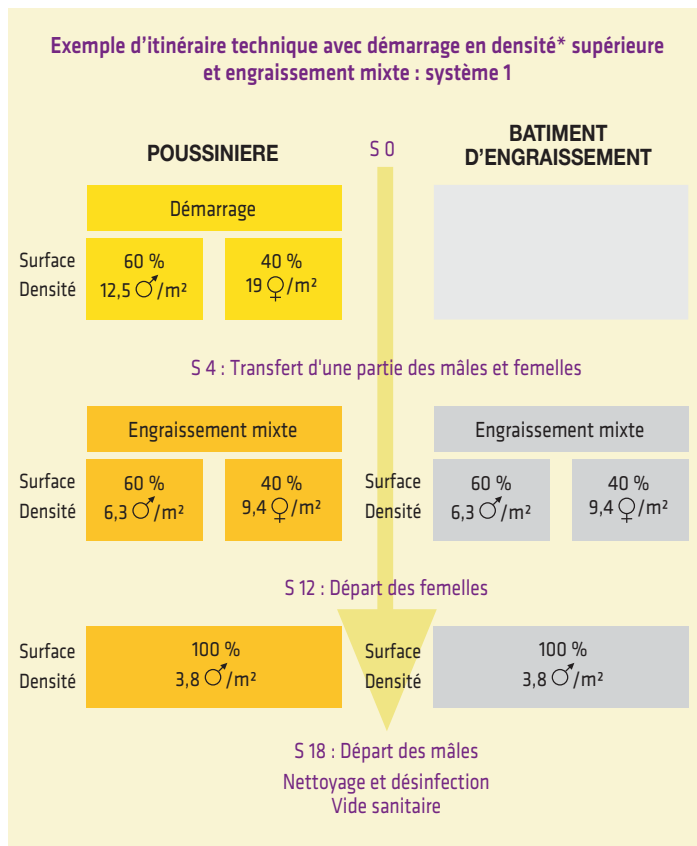 Exemple d'itinéraire technique avec démarrage en densité* supérieure
et engraissement mixte : système 1
POUSSINIERE
S 0
BATIMENT
D'ENGRAISSEMENT
Démarrage
Surface
60 %
40 %
Densité
12,5 ♂/m²
19 ♀/m²
S 4 : Transfert d'une partie des mâles et femelles
Engraissement mixte
Engraissement mixte
Surface
60 %
40 %
Surface
60 %
40 %
Densité
6,3 ♂/m²
9,4 ♀/m²
Densité
6,3 ♂/m²
9,4 ♀/m²
S 12 : Départ des femelles
Surface
100 %
Surface
100 %
Densité
3,8 ♂/m²
Densité
3,8 ♂/m²
S 18 : Départ des mâles
Nettoyage et désinfection
Vide sanitaire